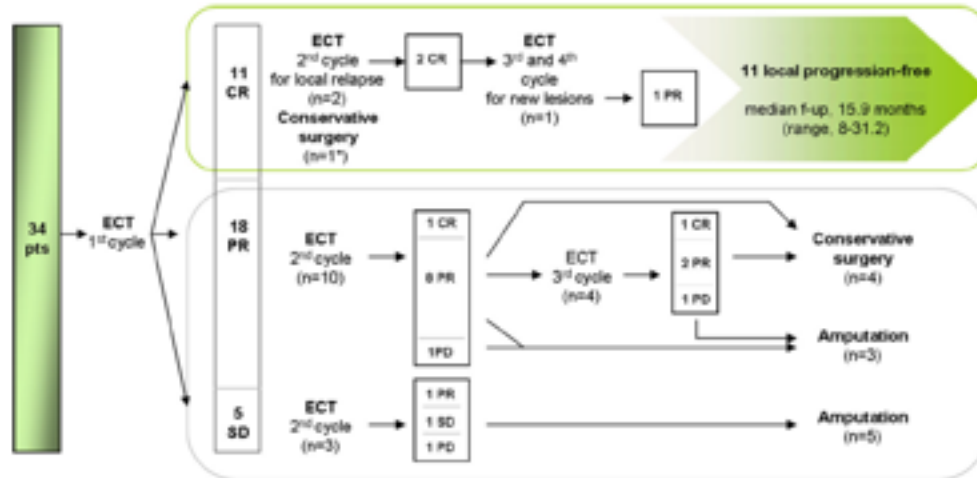 34
pts
ECT
1st cycle
11
CR
18
PR
5
SD
ECT
2nd cycle
for local relapse
(n=2)
Conservative
surgery
(n=1*)
2 CR
ECT
3rd and 4th
cycle
for new lesions
(n=1)
1 PR
11 local progression-free
median f-up, 15.9 months
(range, 8-31.2)
ECT
2nd cycle
(n=10)
1 CR
8 PR
1PD
ECT
3rd cycle
(n=4)
1 CR
2 PR
1 PD
Conservative
surgery
(n=4)
Amputation
(n=3)
ECT
2nd cycle
(n=3)
1 PR
1 SD
1 PD
Amputation
(n=5)